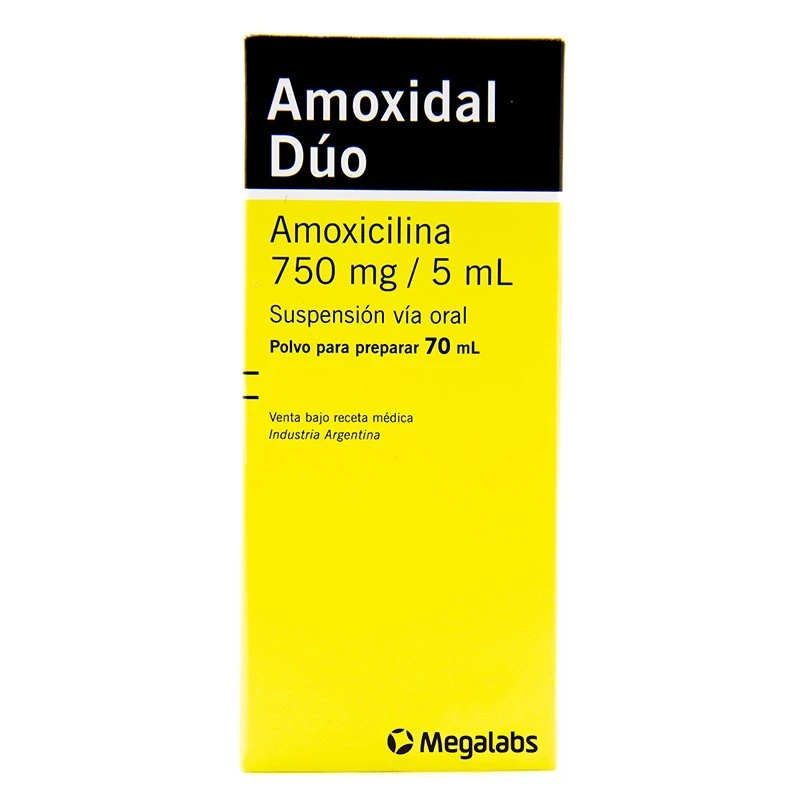 Amoxidal
Dúo
Amoxicilina
750 mg / 5 mL
Suspensión vía oral
Polvo para preparar 70 mL
Venta bajo receta médica
Industria Argentina
Megalabs